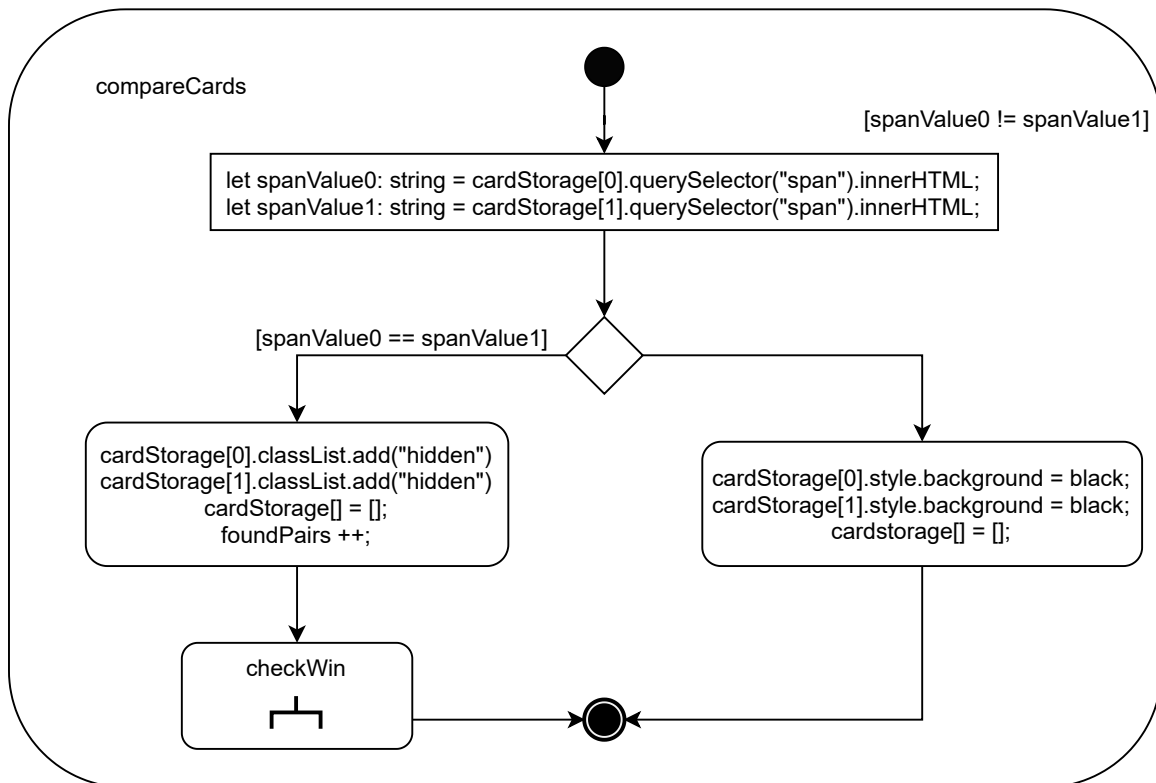 compareCards
[spanValue0 != spanValue1]
let spanValue0: string = cardStorage[0].querySelector("span").innerHTML;
let spanValue1: string = cardStorage[1].querySelector("span").innerHTML;
[spanValue0 == spanValue1]
cardStorage[0].classList.add("hidden")
cardStorage[1].classList.add("hidden")
cardStorage[] = [];
foundPairs ++;
cardStorage[0].style.background = black;
cardStorage[1].style.background = black;
cardstorage[] = [];
checkWin